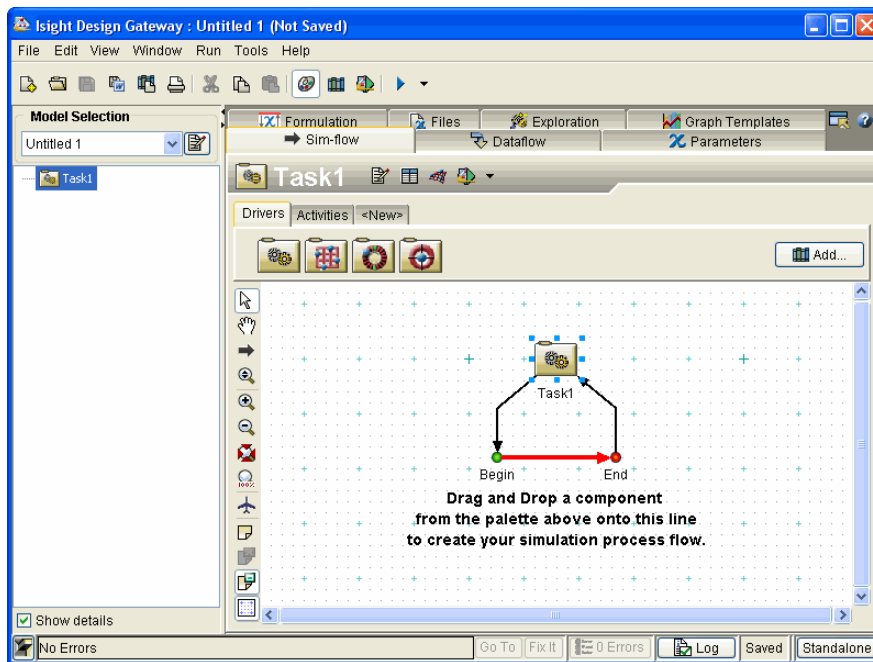 Isight Design Gateway : Untitled 1 (Not Saved)
File Edit View Window Run Tools Help
Model Selection
Untitled 1
Task1
Show details
Formulation Files Exploration Graph Templates
Sim-flow Dataflow Parameters
Task1
Drivers Activities <New>
Add...
100%
Task1
Begin End
Drag and Drop a component
from the palette above onto this line
to create your simulation process flow.
No Errors Go To Fix It 0 Errors Log Saved Standalone